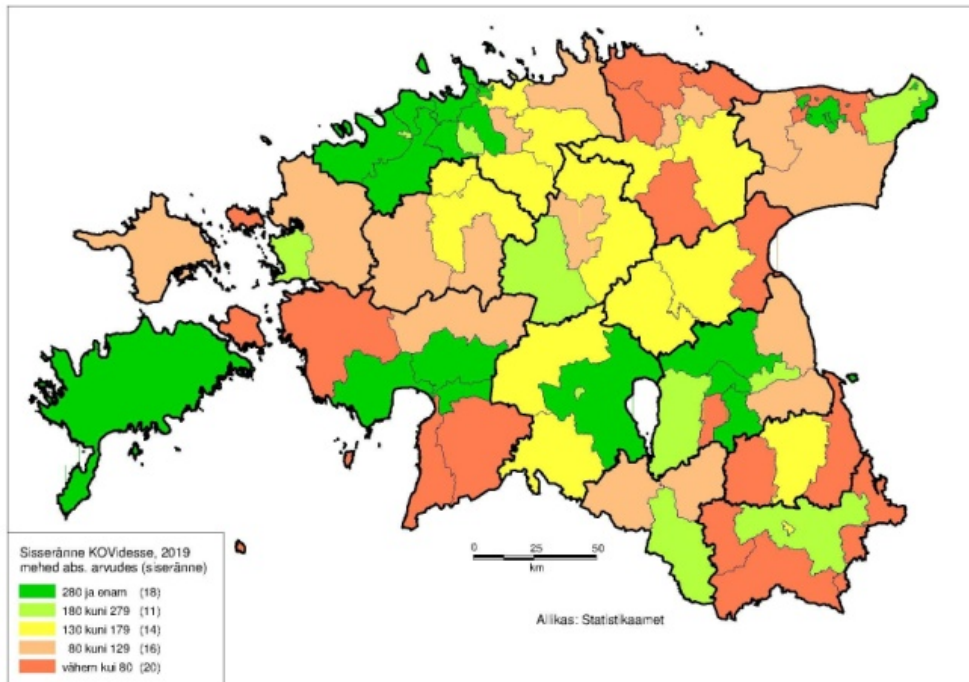 Sisseränne KOVidesse, 2019
mehed abs. arvudes (siseränne)
280 ja enam (18)
180 kuni 279 (11)
130 kuni 179 (14)
80 kuni 129 (16)
vähem kui 80 (20)
0 25 50
km
Allikas: Statistikaamet